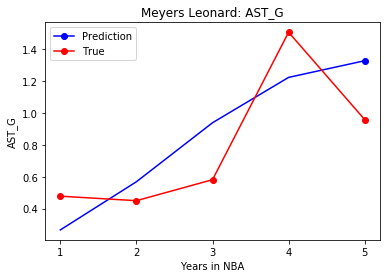 Meyers Leonard: AST_G
Prediction
True
AST_G
1.4
1.2
1.0
0.8
0.6
0.4
1 2 3 4 5
Years in NBA